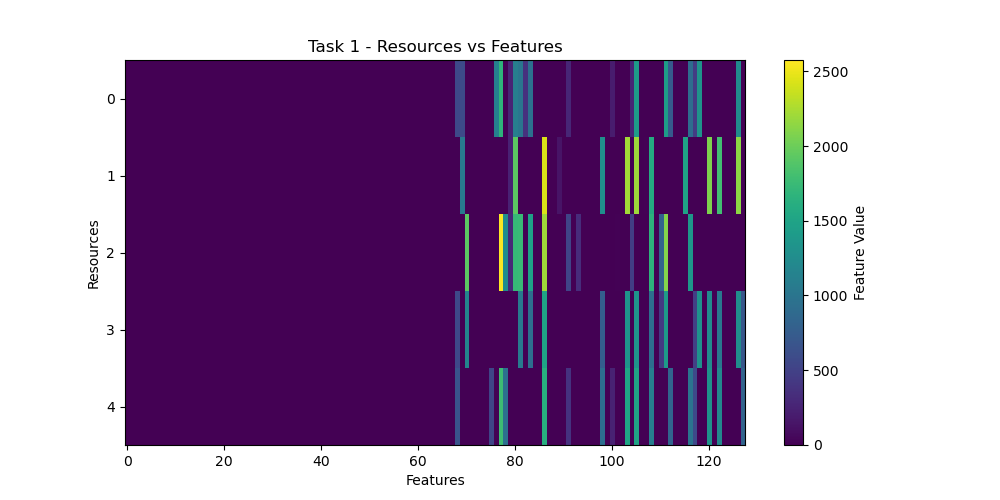 Task 1 - Resources vs Features
Resources
0
1
2
3
4
0 20 40 60 80 100 120
Features
2500
2000
1500
1000
500
0
Feature Value